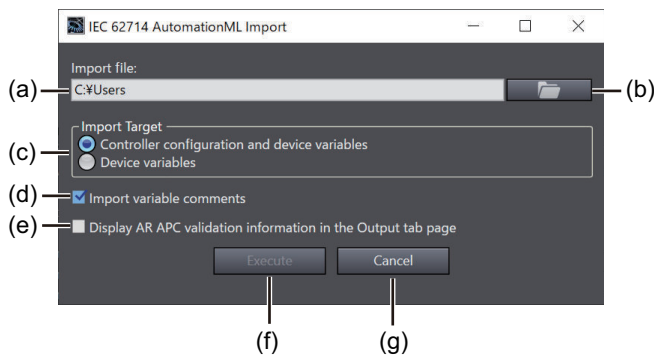 IEC 62714 AutomationML Import
Import file:
(a) C:¥Users (b)
Import Target
(c) Controller configuration and device variables
Device variables
(d) Import variable comments
(e) Display AR APC validation information in the Output tab page
Execute Cancel
(f) (g)